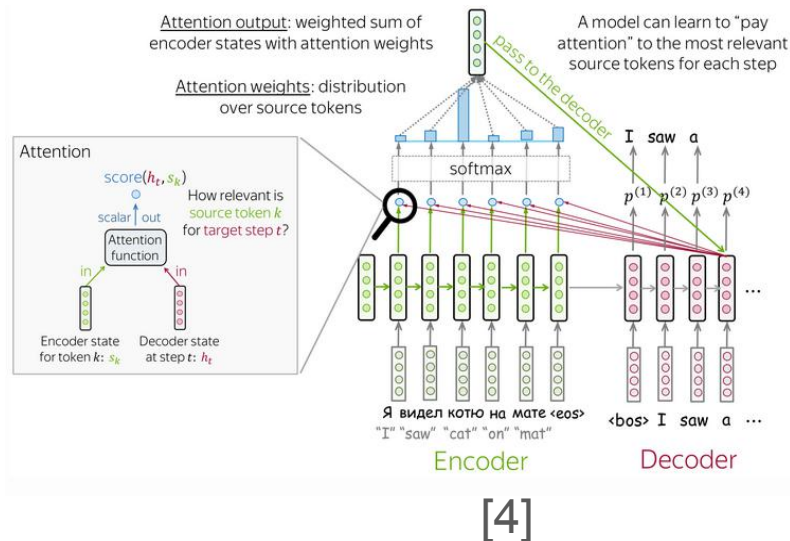 Attention output: weighted sum of
encoder states with attention weights
A model can learn to “pay
attention” to the most relevant
source tokens for each step
pass to the decoder
Attention weights: distribution
over source tokens
I saw a
softmax
p(1) p(2) p(3) p(4)
Attention
score(hₜ, sₖ)
How relevant is
source token k
for target step t?
scalar out
Attention
function
in in
Encoder state
for token k: sₖ
Decoder state
at step t: hₜ
...
Я видел котю на мате <eos>
"I" "saw" "cat" "on" "mat"
<bos> I saw a ...
Encoder
Decoder
[4]